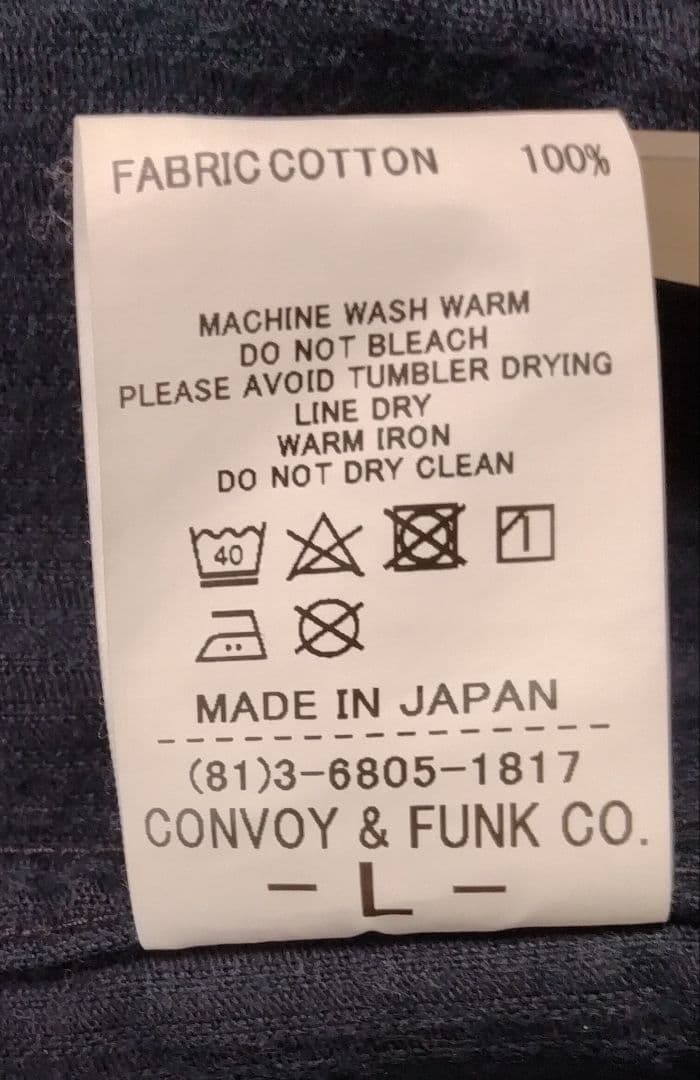 FABRIC COTTON 100%
MACHINE WASH WARM
DO NOT BLEACH
PLEASE AVOID TUMBLER DRYING
LINE DRY
WARM IRON
DO NOT DRY CLEAN
40
MADE IN JAPAN
(81)3-6805-1817
CONVOY & FUNK CO.
- L -